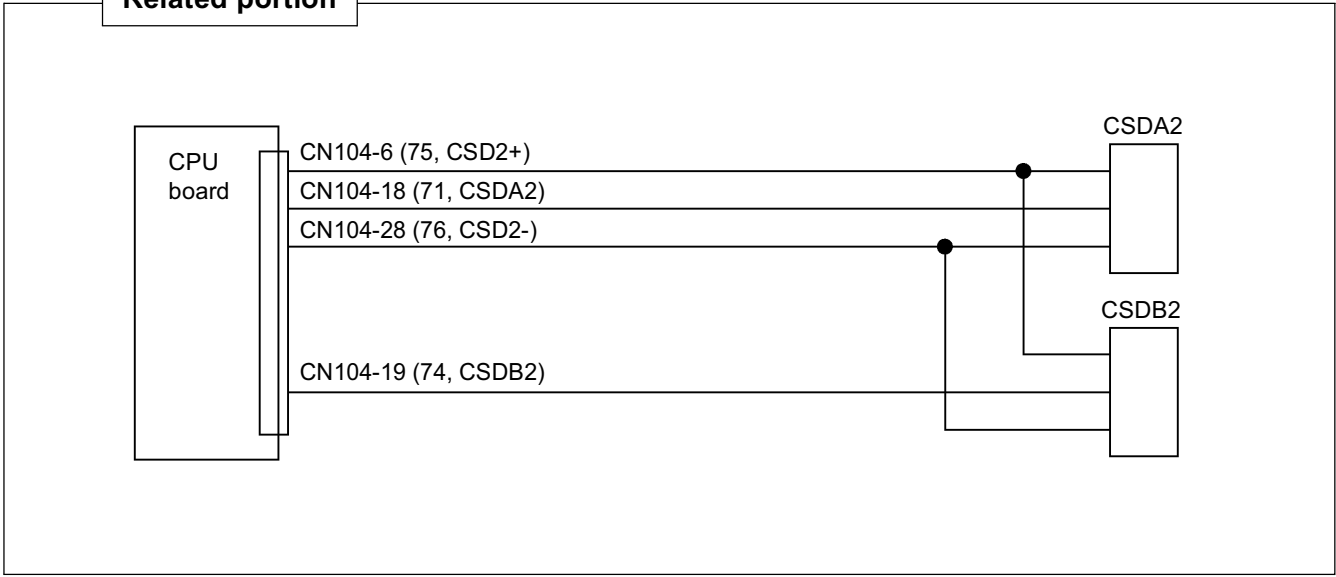 Related portion
CSDA2
CPU
board
CN104-6 (75, CSD2+)
CN104-18 (71, CSDA2)
CN104-28 (76, CSD2-)
CSDB2
CN104-19 (74, CSDB2)